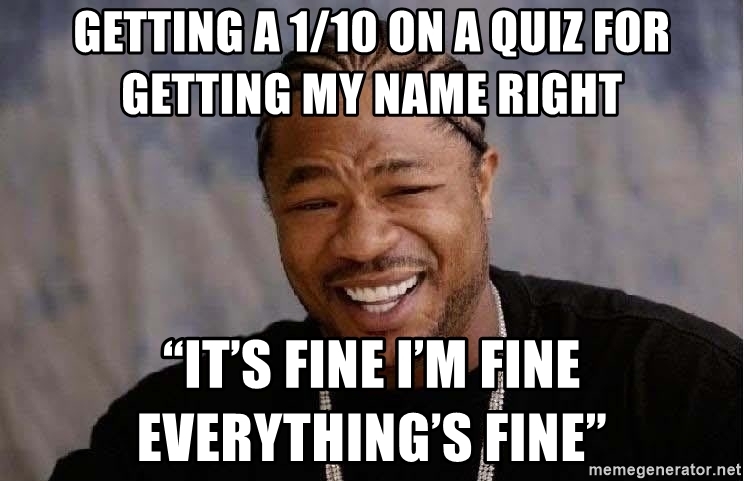 GETTING A 1/10 ON A QUIZ FOR
GETTING MY NAME RIGHT
“IT’S FINE I’M FINE
EVERYTHING’S FINE”
memegenerator.net